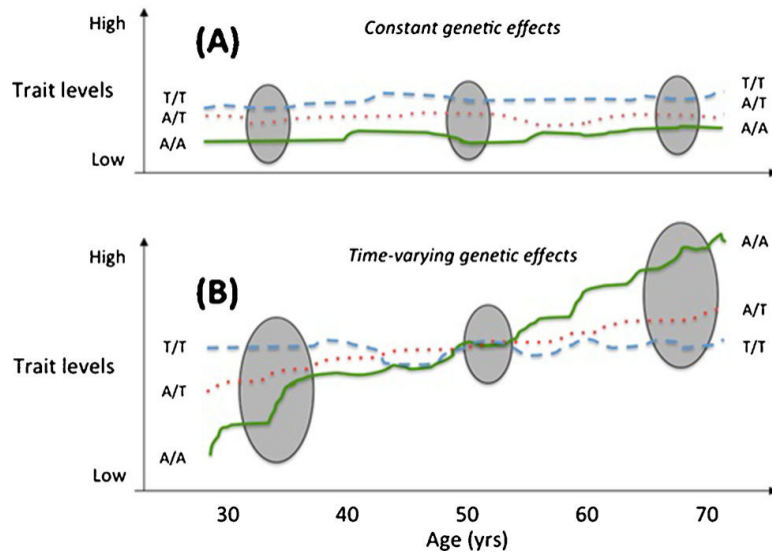 High
(A)
Constant genetic effects
Trait levels
T/T
A/T
A/A
T/T
A/T
A/A
Low
High
(B)
Time-varying genetic effects
A/A
T/T
A/T
T/T
Trait levels
A/T
A/A
Low
30 40 50 60 70
Age (yrs)